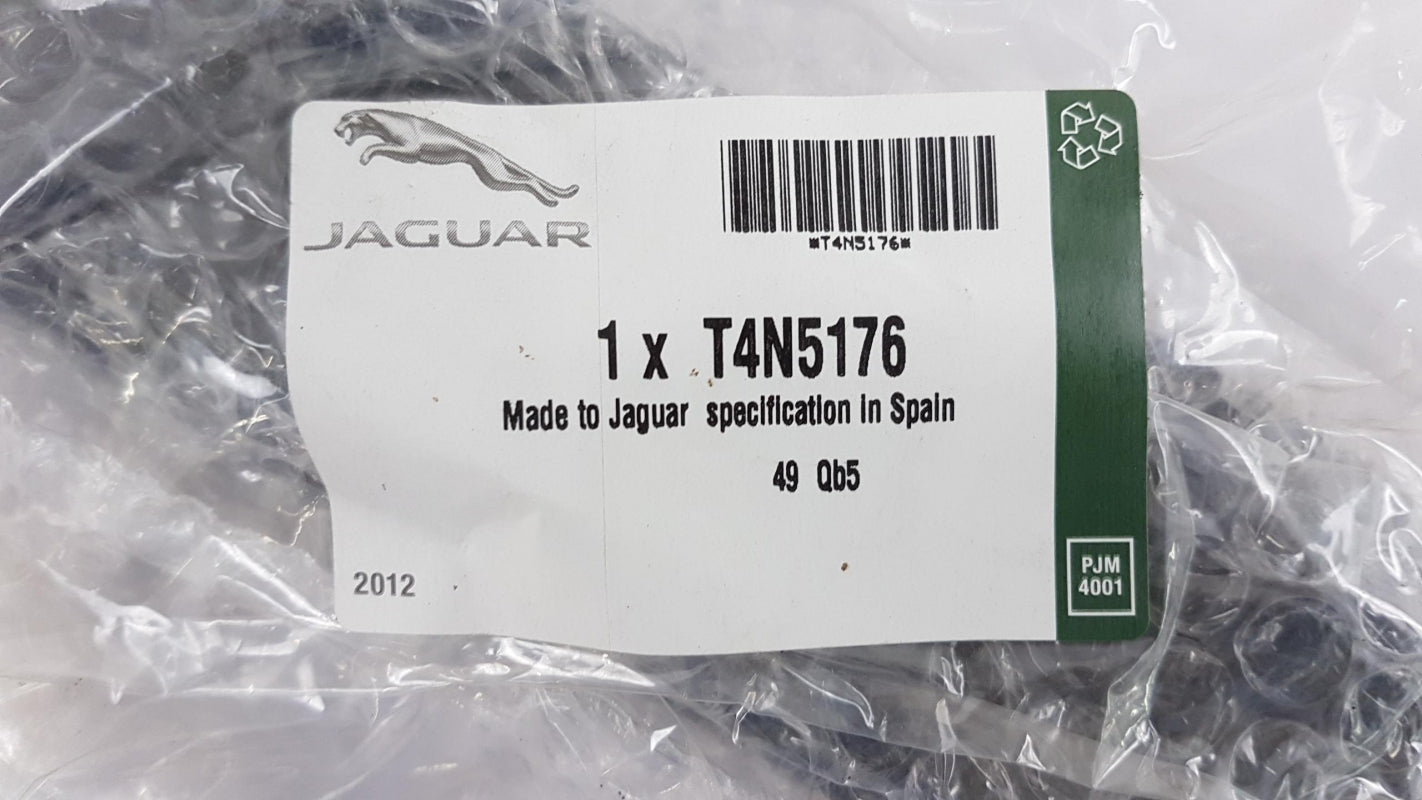 JAGUAR
*T4N5176*
1 x T4N5176
Made to Jaguar specification in Spain
49 Qb5
2012
PJM
4001